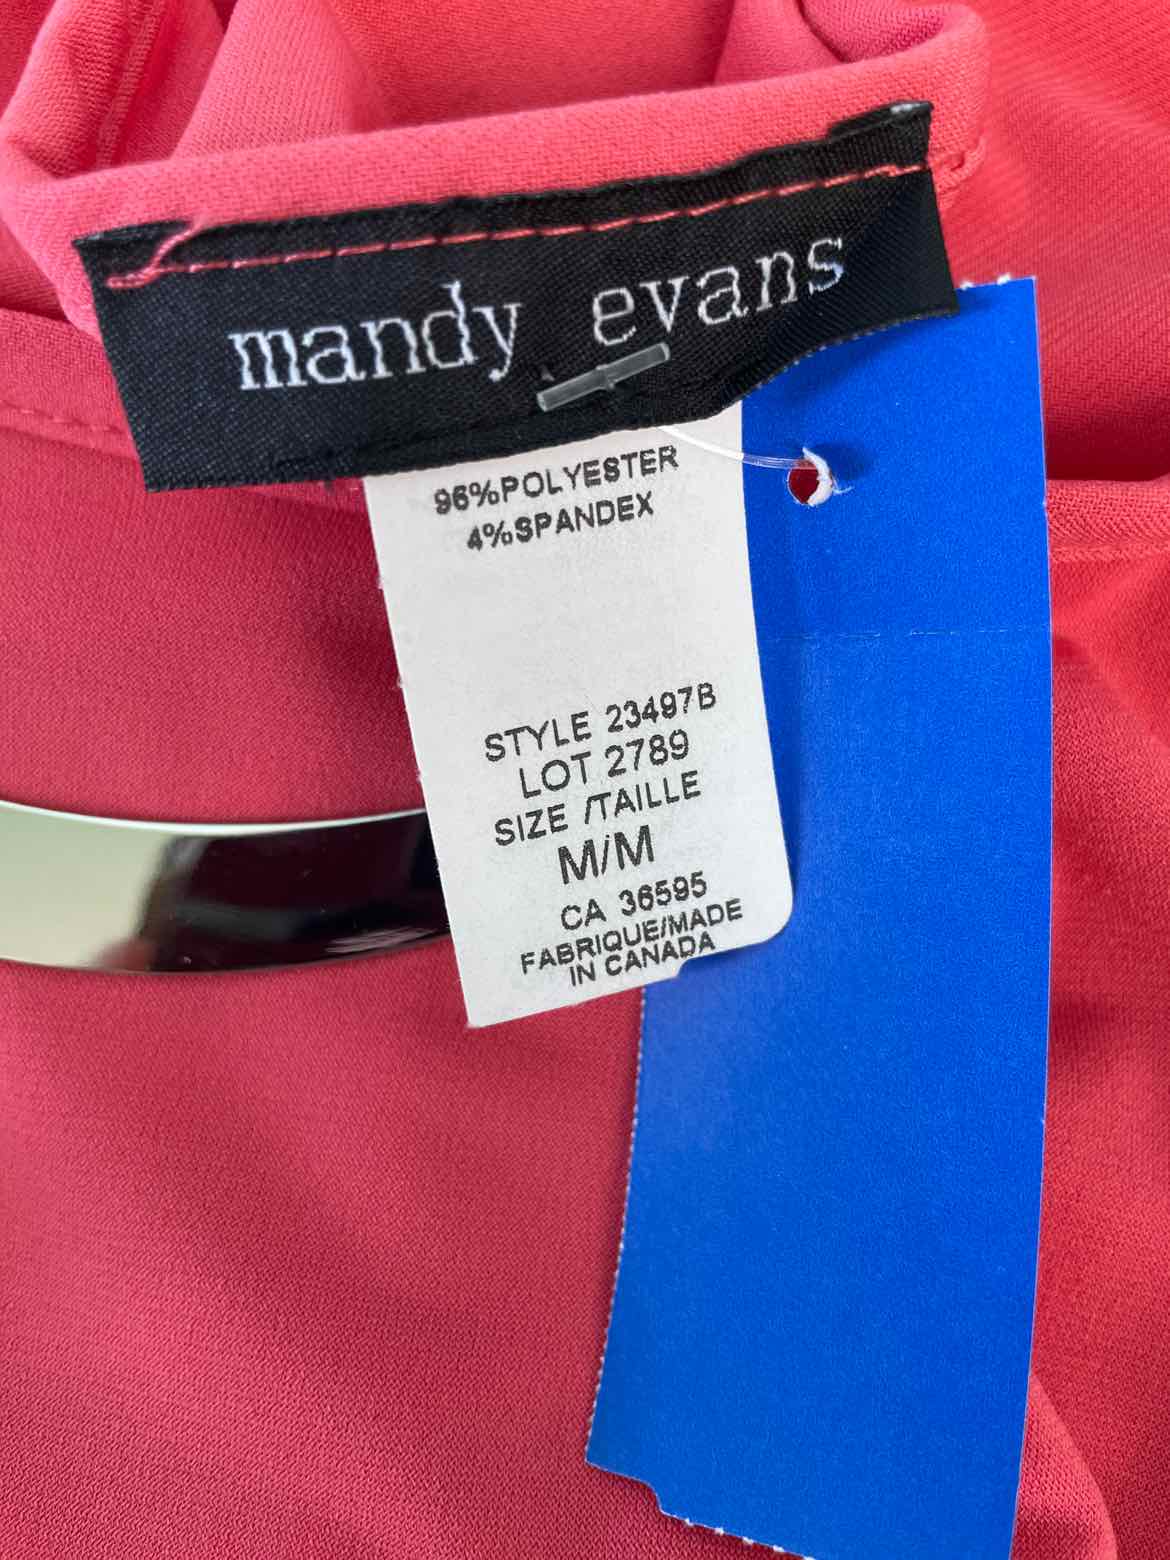 mandy evans
96%POLYESTER
4%SPANDEX
STYLE 23497B
LOT 2789
SIZE /TAILLE
M/M
CA 36595
FABRIQUE/MADE
IN CANADA